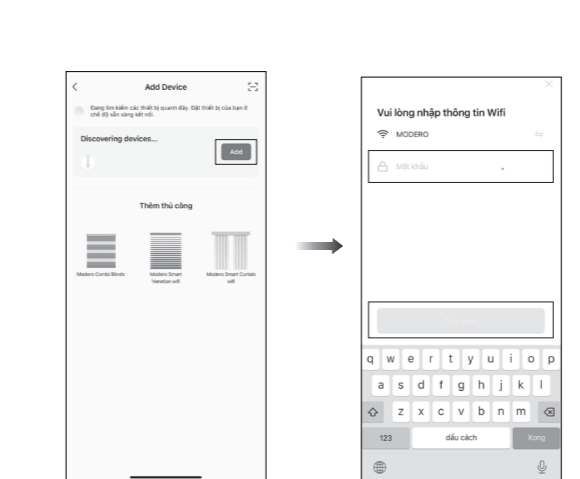 Add Device
Đang tìm kiếm các thiết bị quanh đây. Đặt thiết bị của bạn ở
chế độ sẵn sàng kết nối.
Discovering devices...
Add
Thêm thủ công
Modero Combi Blinds
Modero Smart
Venetian wifi
Modero Smart Curtain
wifi
Vui lòng nhập thông tin Wifi
MODERO
Mật khẩu
q w e r t y u i o p
a s d f g h j k l
z x c v b n m
123
dấu cách
Xong